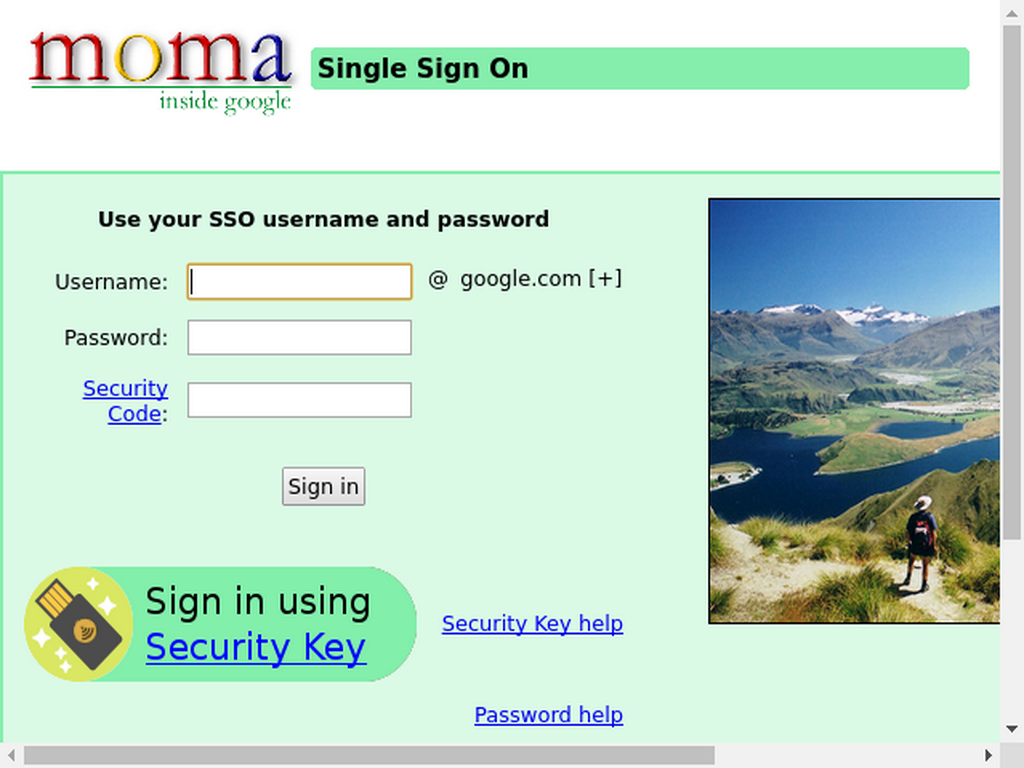 moma
inside google
Single Sign On
Use your SSO username and password
Username:
@ google.com [+]
Password:
Security
Code:
Sign in
Sign in using
Security Key
Security Key help
Password help